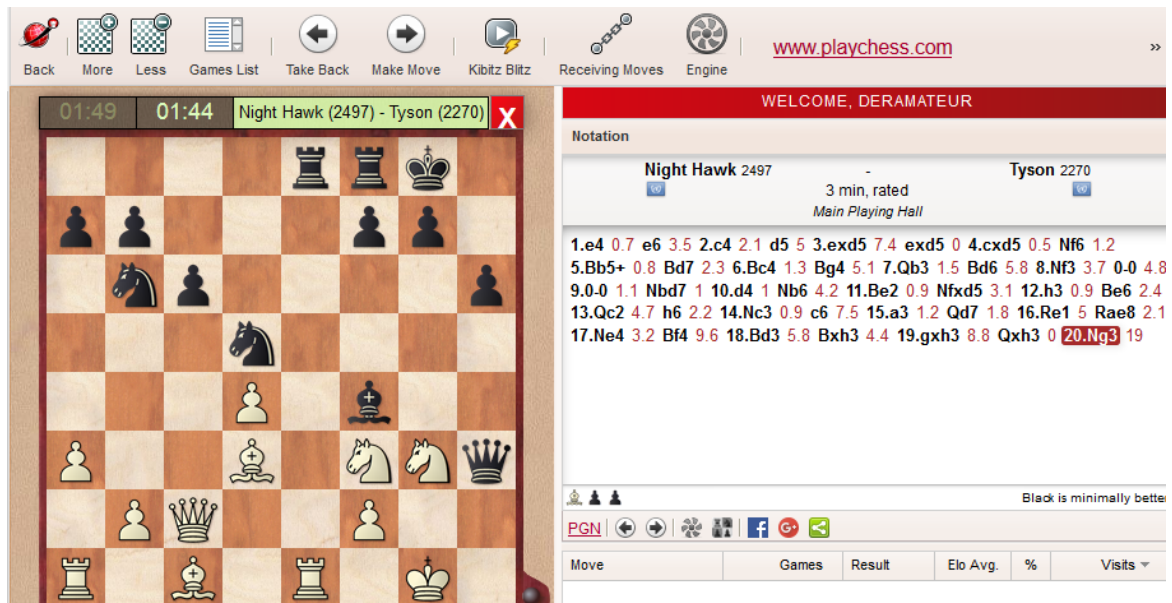 www.playchess.com »
Back More Less Games List Take Back Make Move Kibitz Blitz Receiving Moves Engine
01:49 01:44 Night Hawk (2497) - Tyson (2270) X
WELCOME, DERAMATEUR
Notation
Night Hawk 2497 - Tyson 2270
3 min, rated
Main Playing Hall
1.e4 0.7 e6 3.5 2.c4 2.1 d5 5 3.exd5 7.4 exd5 0 4.cxd5 0.5 Nf6 1.2
5.Bb5+ 0.8 Bd7 2.3 6.Bc4 1.3 Bg4 5.1 7.Qb3 1.5 Bd6 5.8 8.Nf3 3.7 0-0 4.8
9.0-0 1.1 Nbd7 1 10.d4 1 Nb6 4.2 11.Be2 0.9 Nfxd5 3.1 12.h3 0.9 Be6 2.4
13.Qc2 4.7 h6 2.2 14.Nc3 0.9 c6 7.5 15.a3 1.2 Qd7 1.8 16.Re1 5 Rae8 2.1
17.Ne4 3.2 Bf4 9.6 18.Bd3 5.8 Bxh3 4.4 19.gxh3 8.8 Qxh3 0 20.Ng3 19
Black is minimally better
PGN f G+
Move Games Result Elo Avg. % Visits